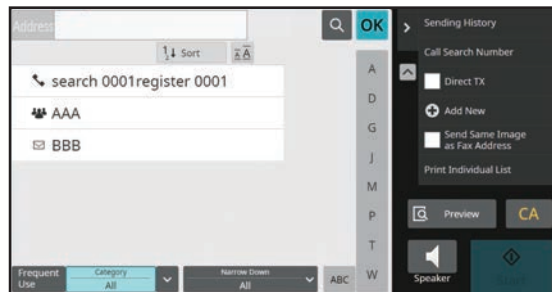 Address
OK
Sort
search 0001register 0001
AAA
BBB
A
D
G
J
M
P
T
W
Frequent
Use
Category
All
Narrow Down
All
ABC
Sending History
Call Search Number
Direct TX
Add New
Send Same Image
as Fax Address
Print Individual List
Preview
CA
Speaker
Start